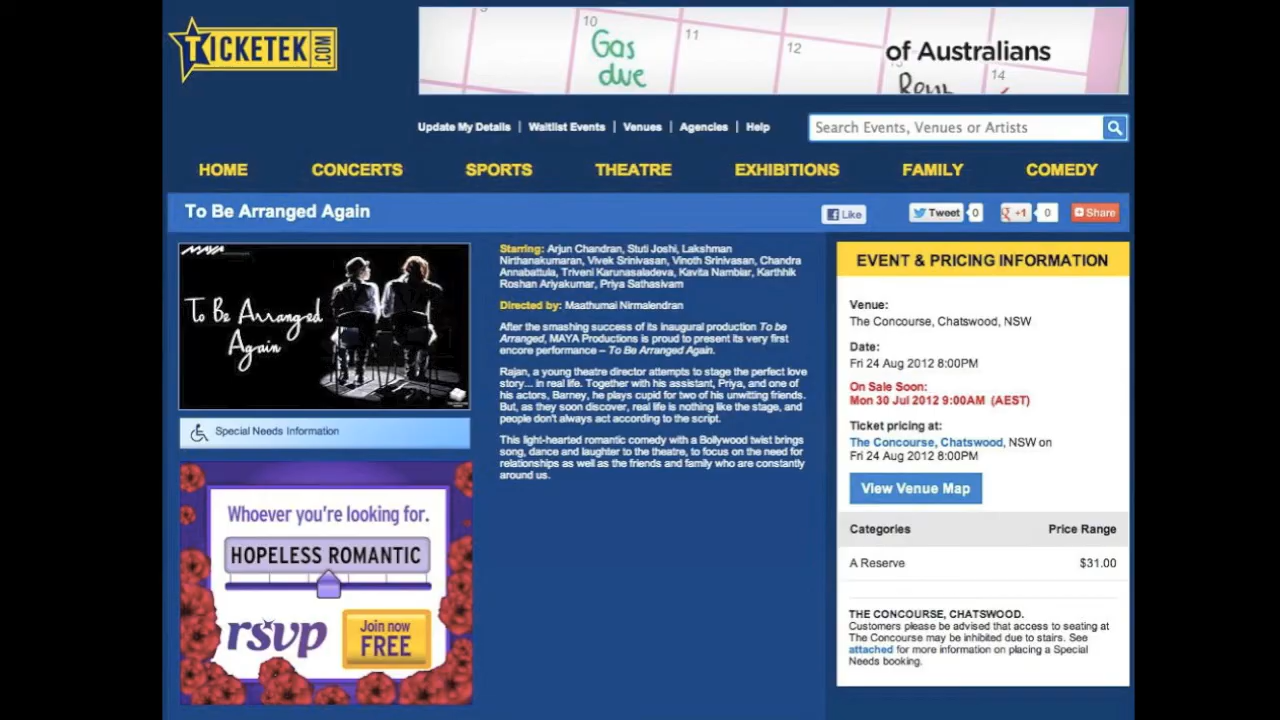 TICKETEK.COM
10
Gas
due
11
12
14
of Australians
Update My Details | Waitlist Events | Venues | Agencies | Help
Search Events, Venues or Artists
HOME CONCERTS SPORTS THEATRE EXHIBITIONS FAMILY COMEDY
To Be Arranged Again
Like Tweet 0 +1 0 Share
MAYA
To Be Arranged
Again
Special Needs Information
Whoever you're looking for.
HOPELESS ROMANTIC
rsvp
Join now
FREE
Starring: Arjun Chandran, Stuti Joshi, Lakshman
Nirthanakumaran, Vivek Srinivasan, Vinoth Srinivasan, Chandra
Annabattula, Triveni Karunasaladeva, Kavita Nambiar, Karthhik
Roshan Ariyakumar, Priya Sathasivam
Directed by: Maathumai Nirmalendran
After the smashing success of its inaugural production To be
Arranged, MAYA Productions is proud to present its very first
encore performance – To Be Arranged Again.
Rajan, a young theatre director attempts to stage the perfect love
story... in real life. Together with his assistant, Priya, and one of
his actors, Barney, he plays cupid for two of his unwitting friends.
But, as they soon discover, real life is nothing like the stage, and
people don't always act according to the script.
This light-hearted romantic comedy with a Bollywood twist brings
song, dance and laughter to the theatre, to focus on the need for
relationships as well as the friends and family who are constantly
around us.
EVENT & PRICING INFORMATION
Venue:
The Concourse, Chatswood, NSW
Date:
Fri 24 Aug 2012 8:00PM
On Sale Soon:
Mon 30 Jul 2012 9:00AM (AEST)
Ticket pricing at:
The Concourse, Chatswood, NSW on
Fri 24 Aug 2012 8:00PM
View Venue Map
Categories Price Range
A Reserve $31.00
THE CONCOURSE, CHATSWOOD.
Customers please be advised that access to seating at
The Concourse may be inhibited due to stairs. See
attached for more information on placing a Special
Needs booking.